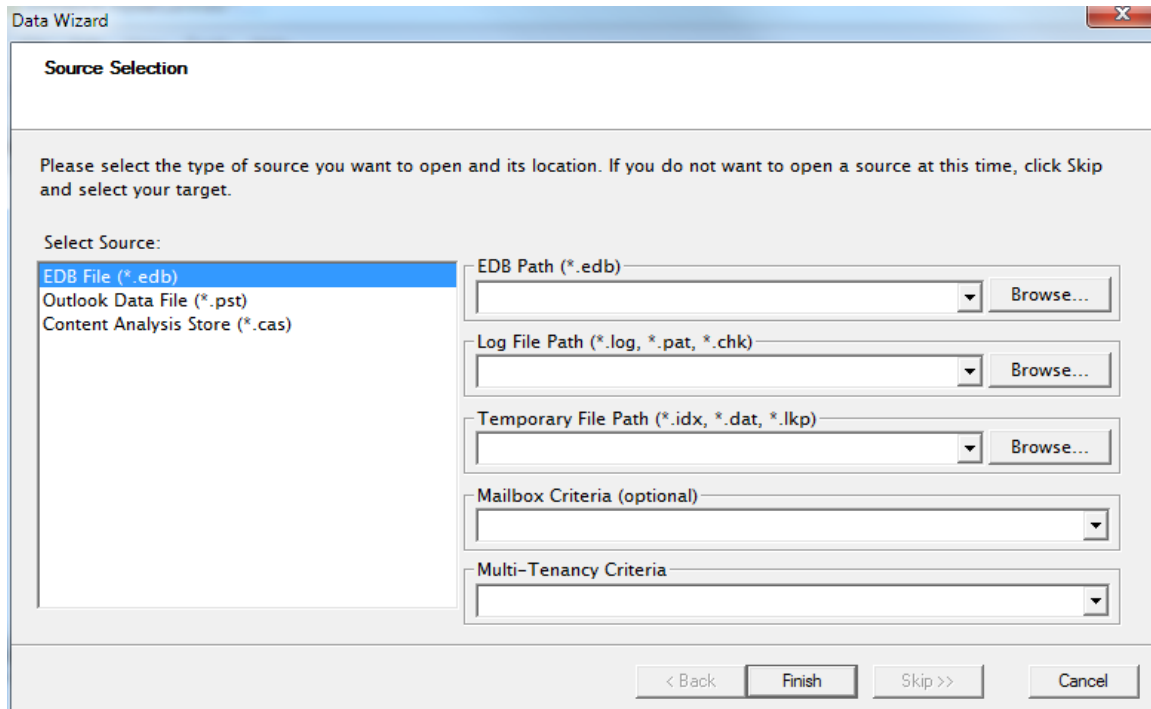 Data Wizard
Source Selection
Please select the type of source you want to open and its location. If you do not want to open a source at this time, click Skip
and select your target.
Select Source:
EDB File (*.edb)
Outlook Data File (*.pst)
Content Analysis Store (*.cas)
EDB Path (*.edb)
Browse...
Log File Path (*.log, *.pat, *.chk)
Browse...
Temporary File Path (*.idx, *.dat, *.lkp)
Browse...
Mailbox Criteria (optional)
Multi-Tenancy Criteria
< Back
Finish
Skip >>
Cancel